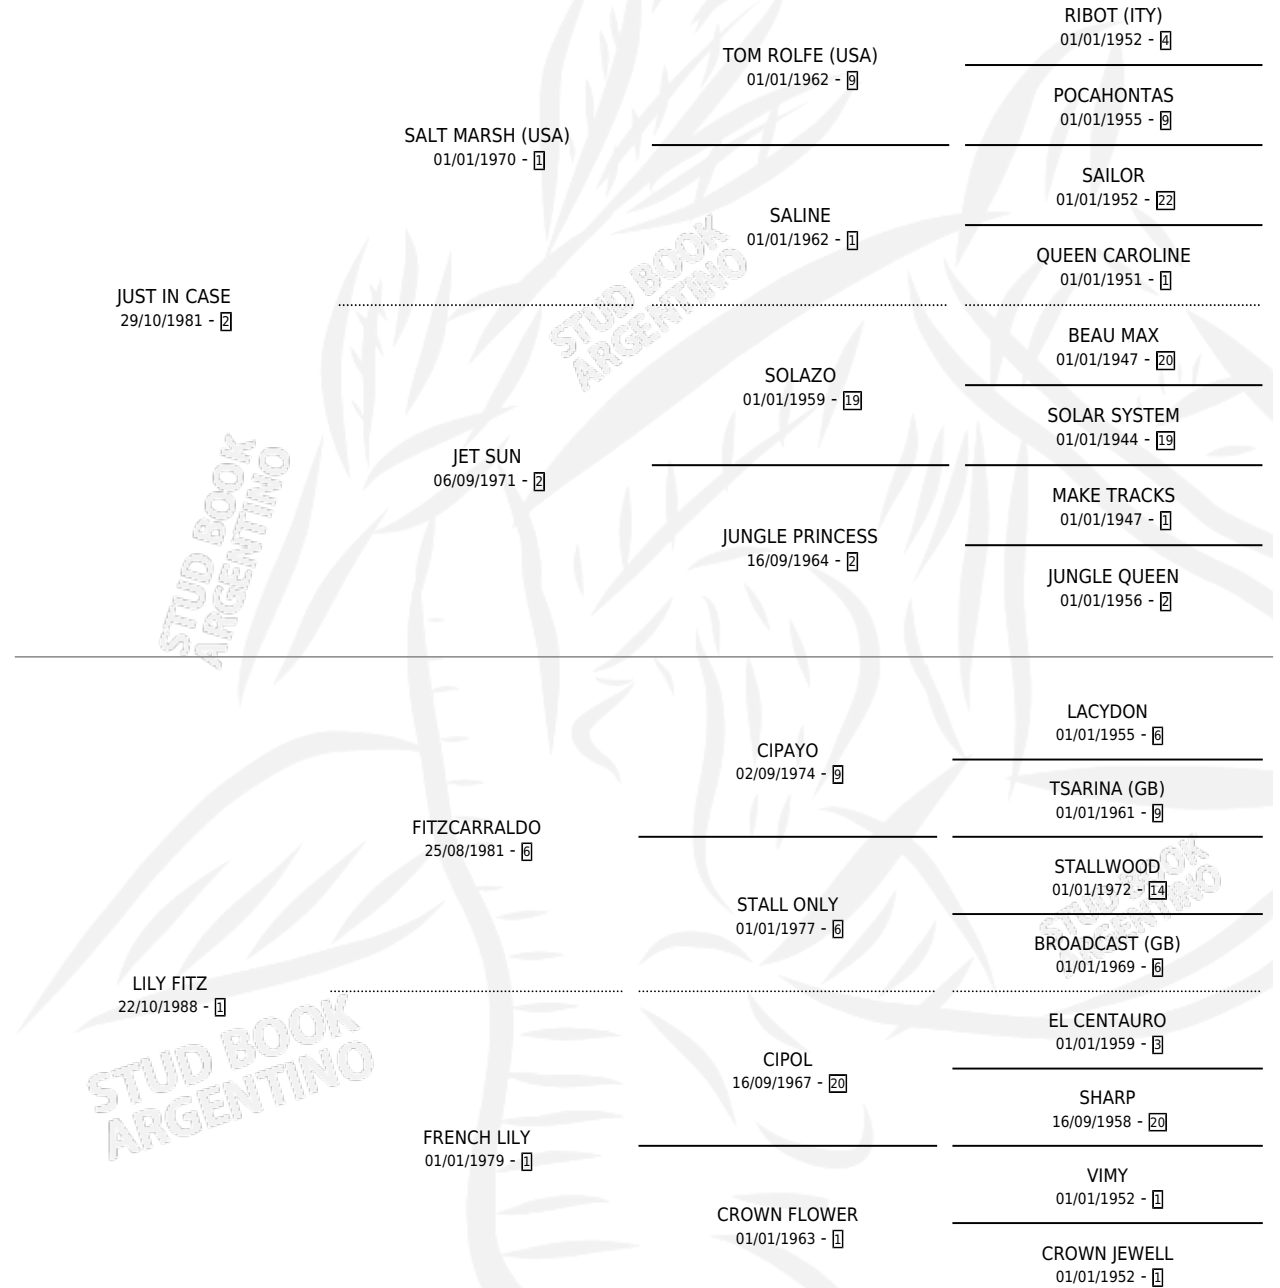 RIBOT (ITY)
01/01/1952 - 4
TOM ROLFE (USA)
01/01/1962 - 9
POCAHONTAS
01/01/1955 - 9
SALT MARSH (USA)
01/01/1970 - 1
SAILOR
01/01/1952 - 22
SALINE
01/01/1962 - 1
QUEEN CAROLINE
01/01/1951 - 1
JUST IN CASE
29/10/1981 - 2
BEAU MAX
01/01/1947 - 20
SOLAZO
01/01/1959 - 19
SOLAR SYSTEM
01/01/1944 - 19
JET SUN
06/09/1971 - 2
MAKE TRACKS
01/01/1947 - 1
JUNGLE PRINCESS
16/09/1964 - 2
JUNGLE QUEEN
01/01/1956 - 2
LACYDON
01/01/1955 - 6
CIPAYO
02/09/1974 - 9
TSARINA (GB)
01/01/1961 - 9
FITZCARRALDO
25/08/1981 - 6
STALLWOOD
01/01/1972 - 14
STALL ONLY
01/01/1977 - 6
BROADCAST (GB)
01/01/1969 - 6
LILY FITZ
22/10/1988 - 1
EL CENTAURO
01/01/1959 - 3
CIPOL
16/09/1967 - 20
SHARP
16/09/1958 - 20
FRENCH LILY
01/01/1979 - 1
VIMY
01/01/1952 - 1
CROWN FLOWER
01/01/1963 - 1
CROWN JEWELL
01/01/1952 - 1
STUD BOOK
ARGENTINO
STUD BOOK
ARGENTINO
STUD BOOK
ARGENTINO
STUD BOOK
ARGENTINO